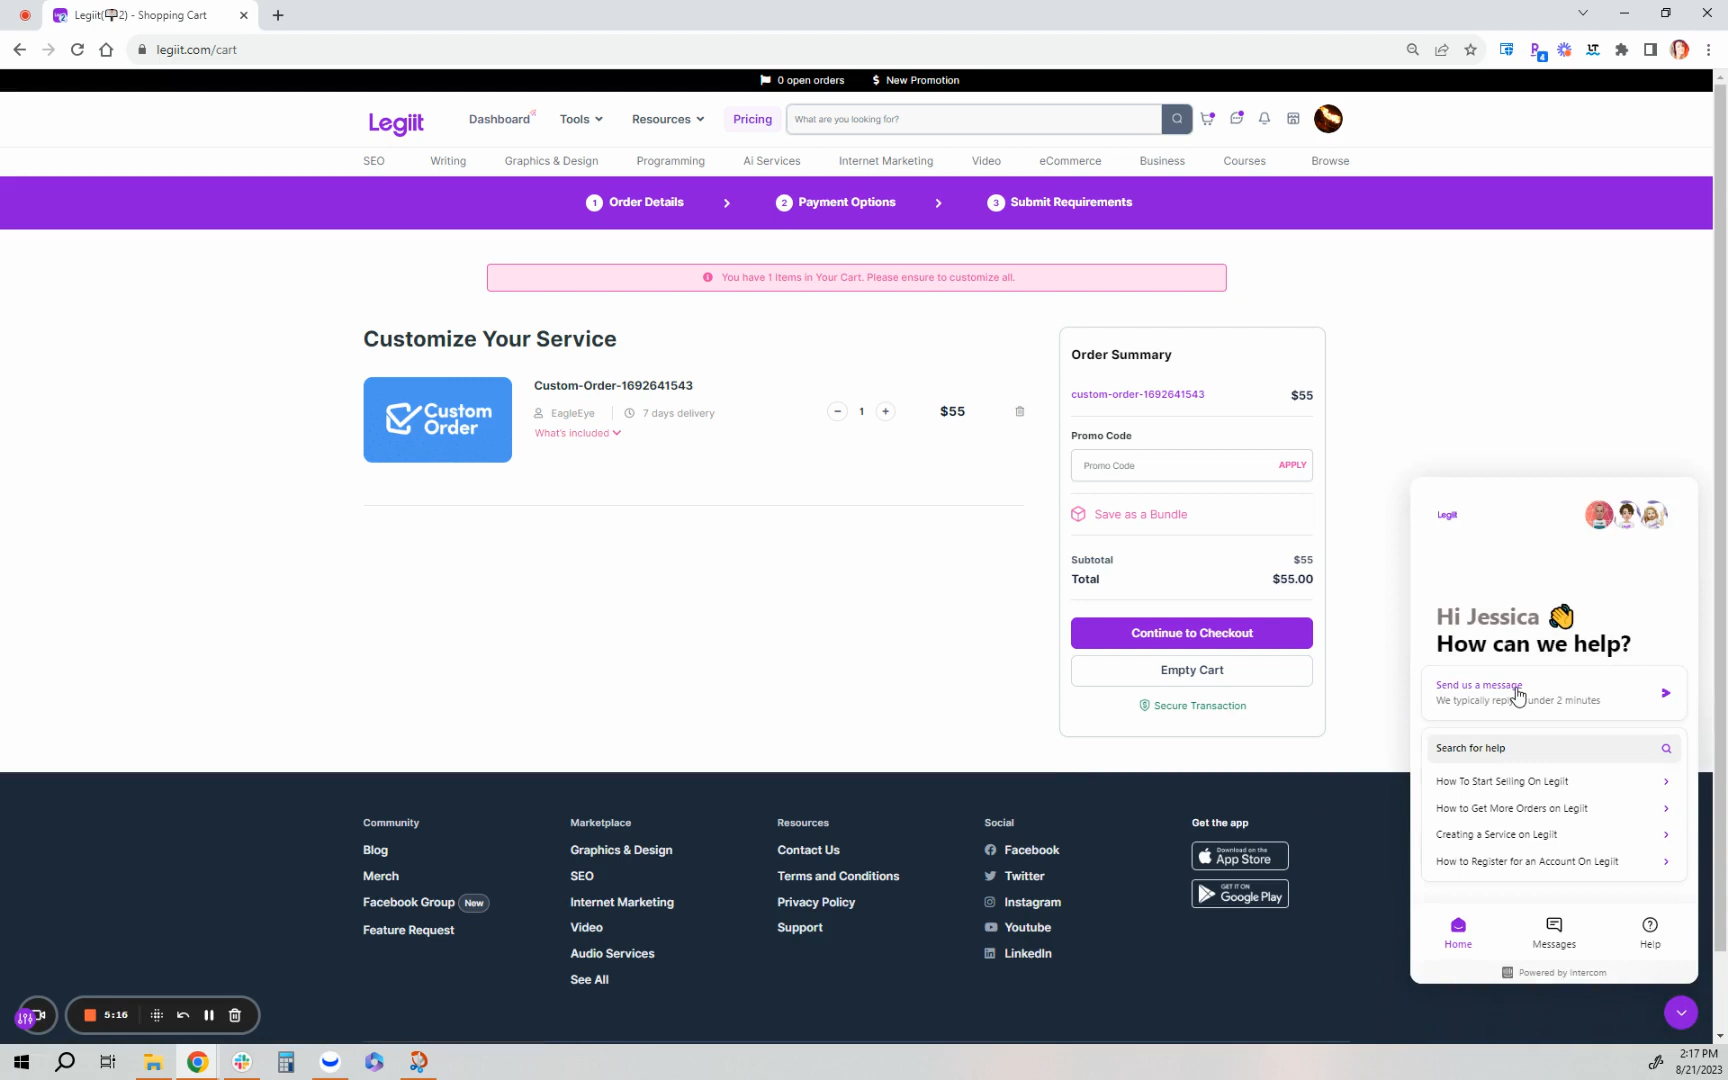 Legiit(2) - Shopping Cart
legiit.com/cart
4
0 open orders
$ New Promotion
Legiit
Dashboard
Tools
Resources
Pricing
What are you looking for?
SEO
Writing
Graphics & Design
Programming
Ai Services
Internet Marketing
Video
eCommerce
Business
Courses
Browse
1 Order Details
2 Payment Options
3 Submit Requirements
You have 1 Items in Your Cart. Please ensure to customize all.
Customize Your Service
Custom Order
Custom-Order-1692641543
EagleEye
7 days delivery
What's included
1
$55
Order Summary
custom-order-1692641543 $55
Promo Code
Promo Code APPLY
Save as a Bundle
Subtotal $55
Total $55.00
Continue to Checkout
Empty Cart
Secure Transaction
Legiit
Hi Jessica 👋
How can we help?
Send us a message
We typically reply under 2 minutes
Search for help
How To Start Selling On Legiit
How to Get More Orders on Legiit
Creating a Service on Legiit
How to Register for an Account On Legiit
Home
Messages
Help
Powered by Intercom
Community
Blog
Merch
Facebook Group New
Feature Request
Marketplace
Graphics & Design
SEO
Internet Marketing
Video
Audio Services
See All
Resources
Contact Us
Terms and Conditions
Privacy Policy
Support
Social
Facebook
Twitter
Instagram
Youtube
LinkedIn
Get the app
Download on the
App Store
GET IT ON
Google Play
5:16
2:17 PM
8/21/2023